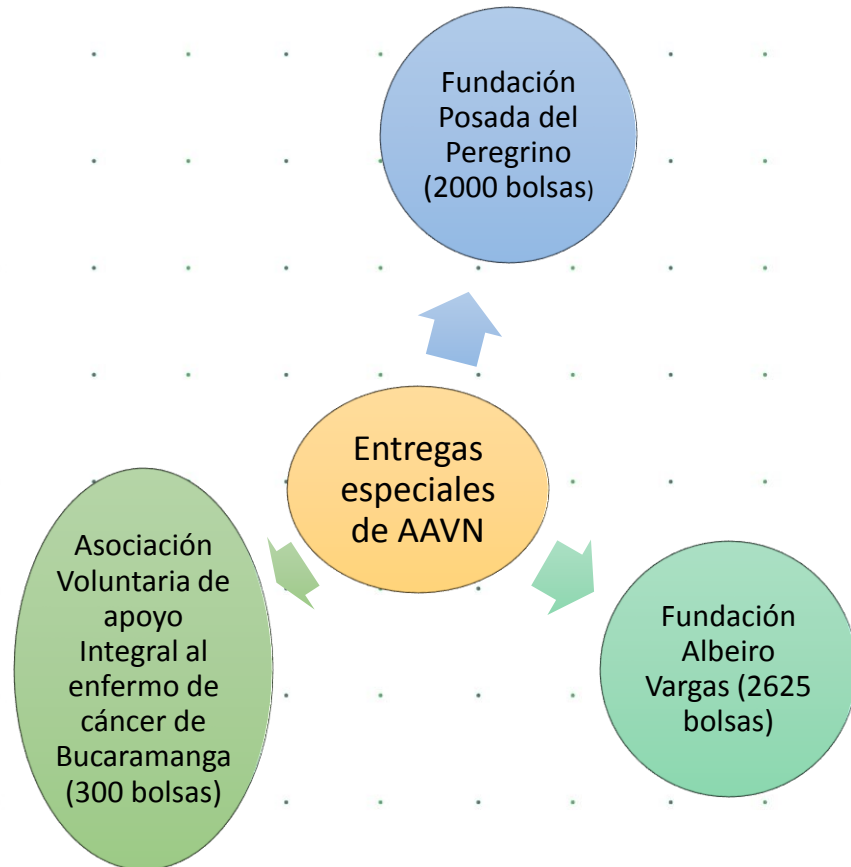 Fundación
Posada del
Peregrino
(2000 bolsas)
Entregas
especiales
de AAVN
Asociación
Voluntaria de
apoyo
Integral al
enfermo de
cáncer de
Bucaramanga
(300 bolsas)
Fundación
Albeiro
Vargas (2625
bolsas)